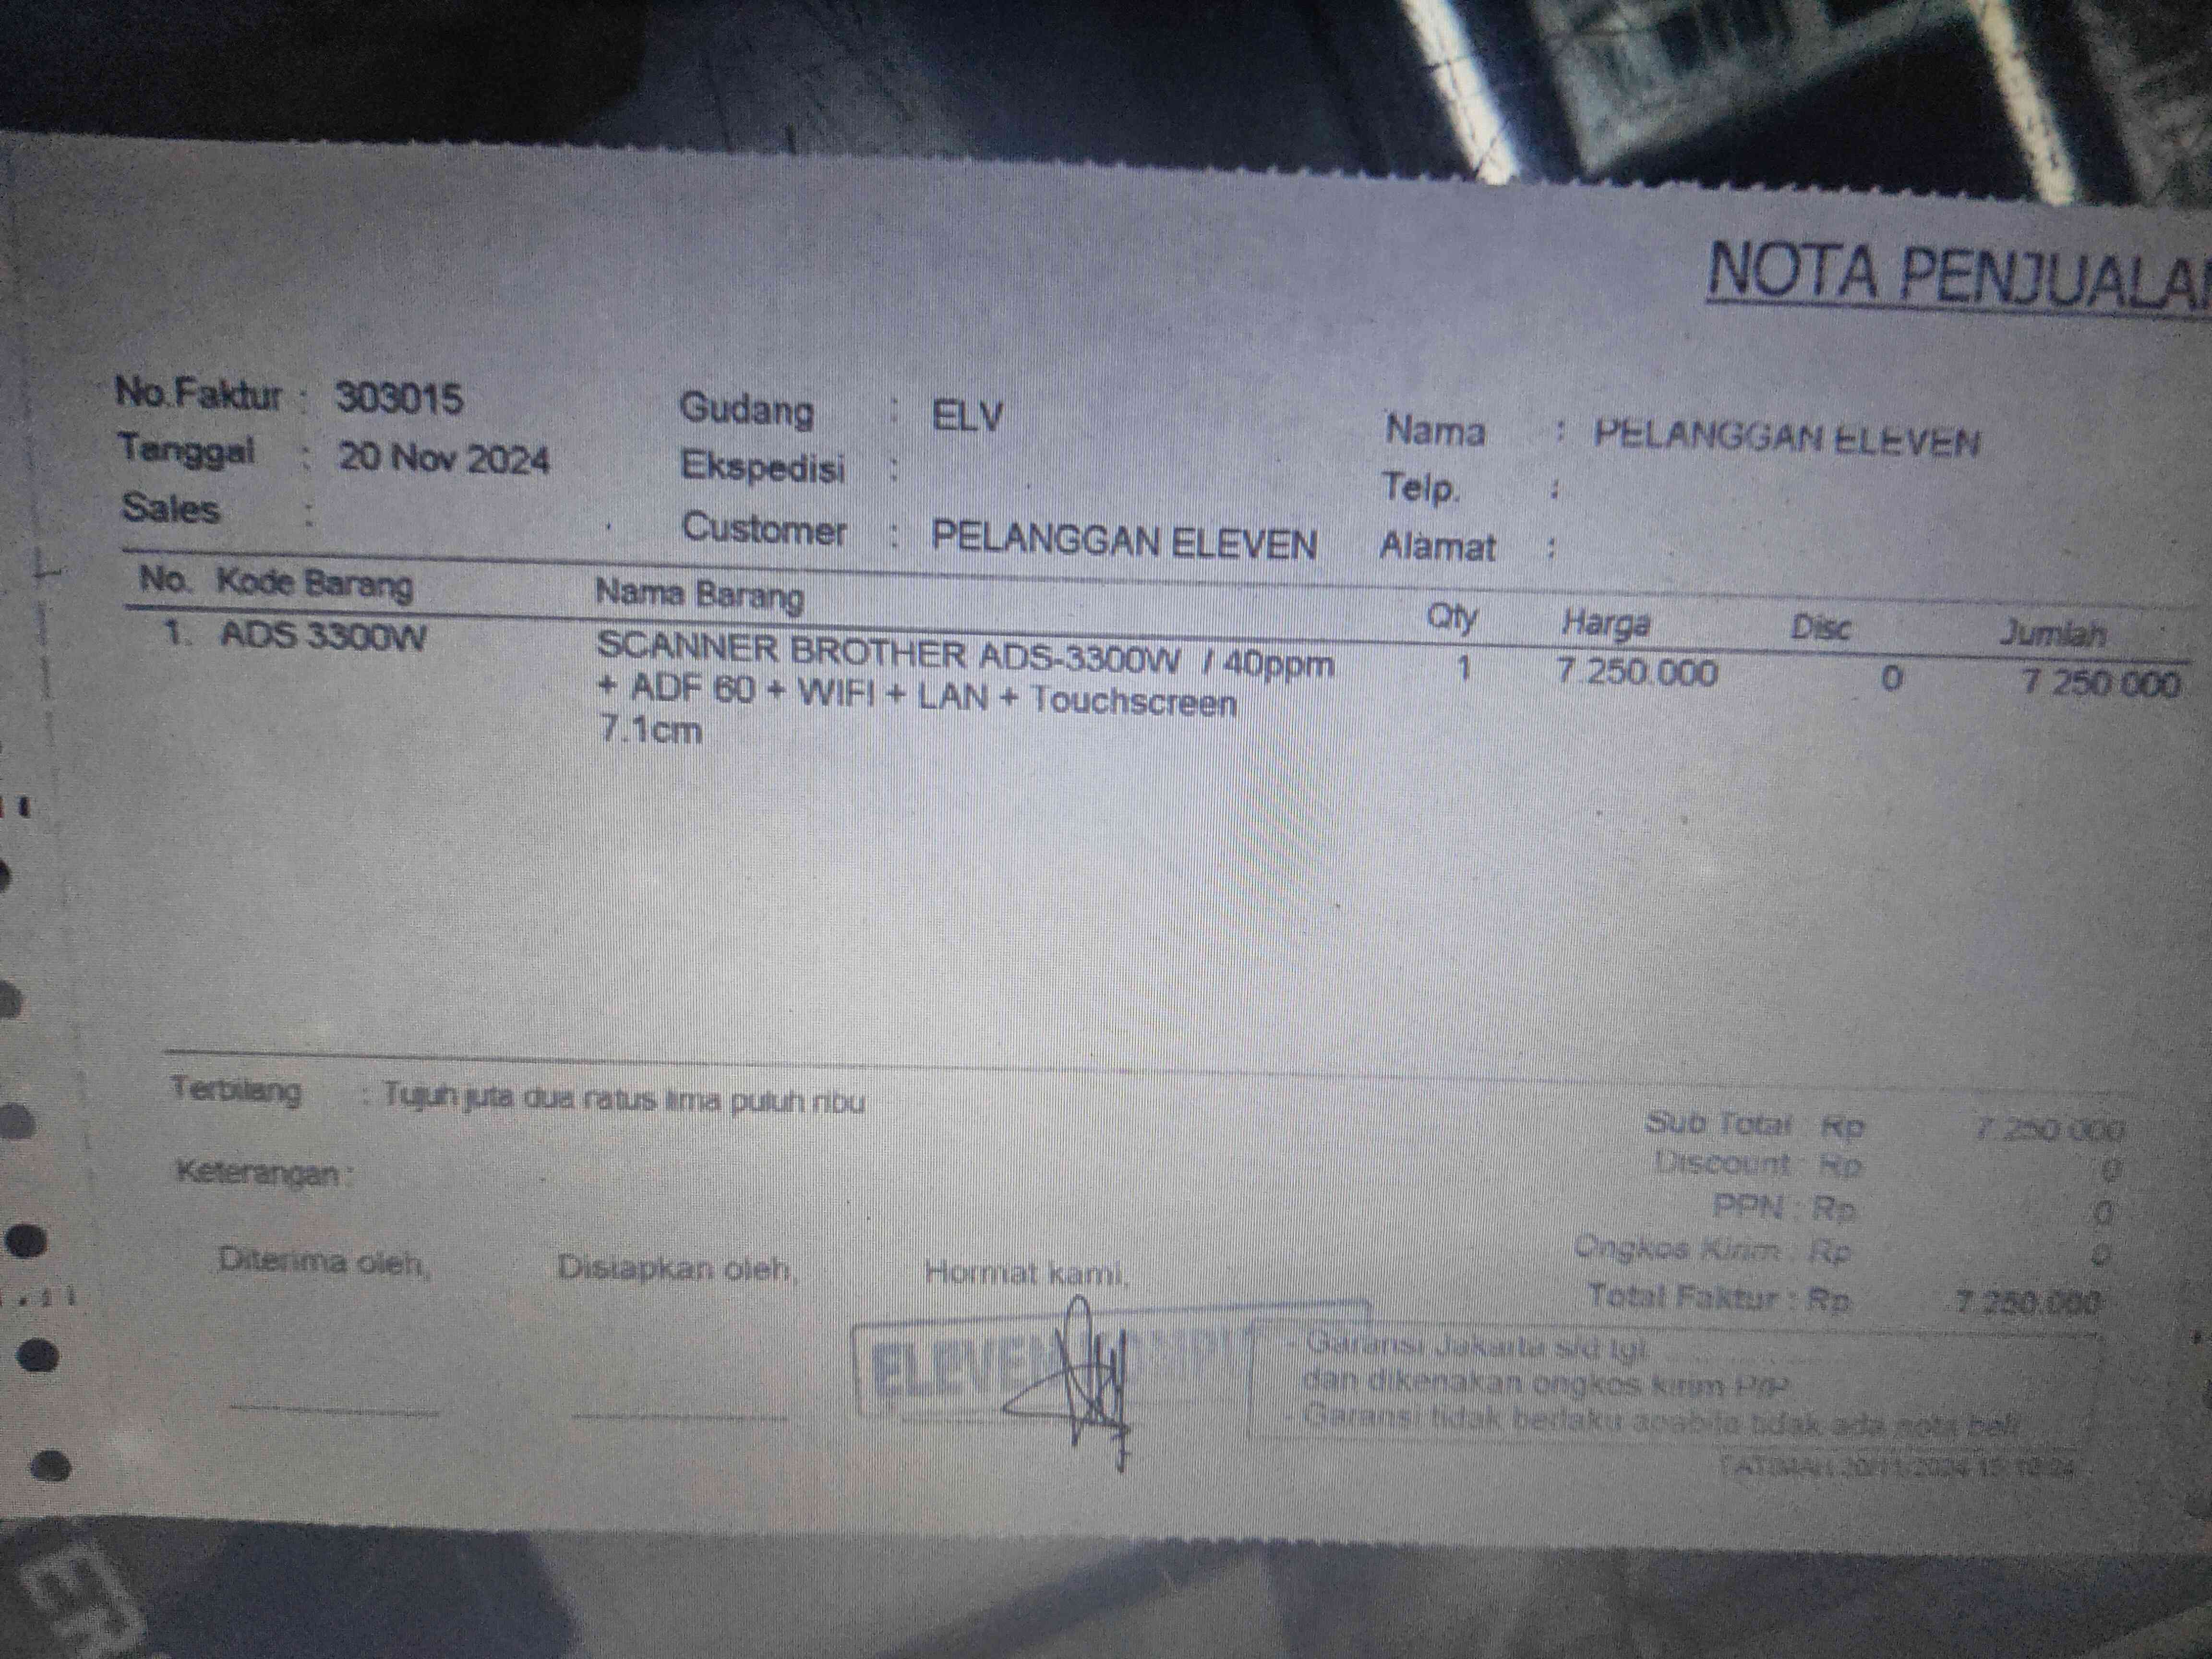 NOTA PENJUALA
No.Faktur : 303015
Tanggal : 20 Nov 2024
Sales :
Gudang : ELV
Ekspedisi :
Customer : PELANGGAN ELEVEN
Nama : PELANGGAN ELEVEN
Telp. :
Alamat :
No. Kode Barang Nama Barang Qty Harga Disc Jumlah
1. ADS 3300W SCANNER BROTHER ADS-3300W / 40ppm 1 7.250.000 0 7.250.000
+ ADF 60 + WIFI + LAN + Touchscreen
7.1cm
Terbilang : Tujuh juta dua ratus lima puluh ribu
Keterangan :
Sub Total : Rp 7.250.000
Discount : Rp 0
PPN : Rp 0
Ongkos Kirim : Rp 0
Total Faktur : Rp 7.250.000
Diterima oleh, Disiapkan oleh, Hormat kami,
ELEVEN
- Garansi Jakarta s/d tgl.
dan dikenakan ongkos kirim P/P
- Garansi tidak berlaku apabila tidak ada nota beli
FATIMAH 20/11/2024